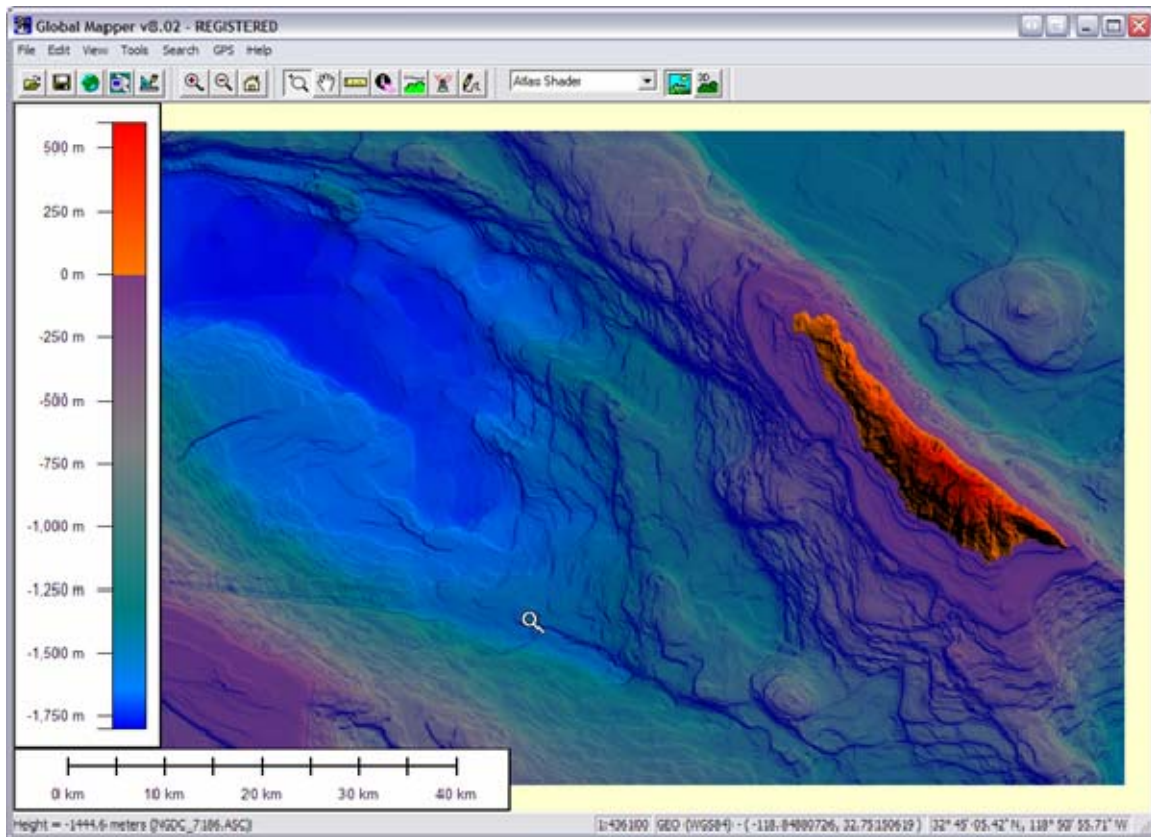 Global Mapper v8.02 - REGISTERED
File Edit View Tools Search GPS Help
Atlas Shader
3D
500 m
250 m
0 m
-250 m
-500 m
-750 m
-1,000 m
-1,250 m
-1,500 m
-1,750 m
0 km 10 km 20 km 30 km 40 km
Height = -1444.6 meters (NGDC_7186.ASC) 1:436100 GEO (WGS84) - ( -118.84880726, 32.75150619 ) 32° 45' 05.42" N, 118° 50' 55.71" W